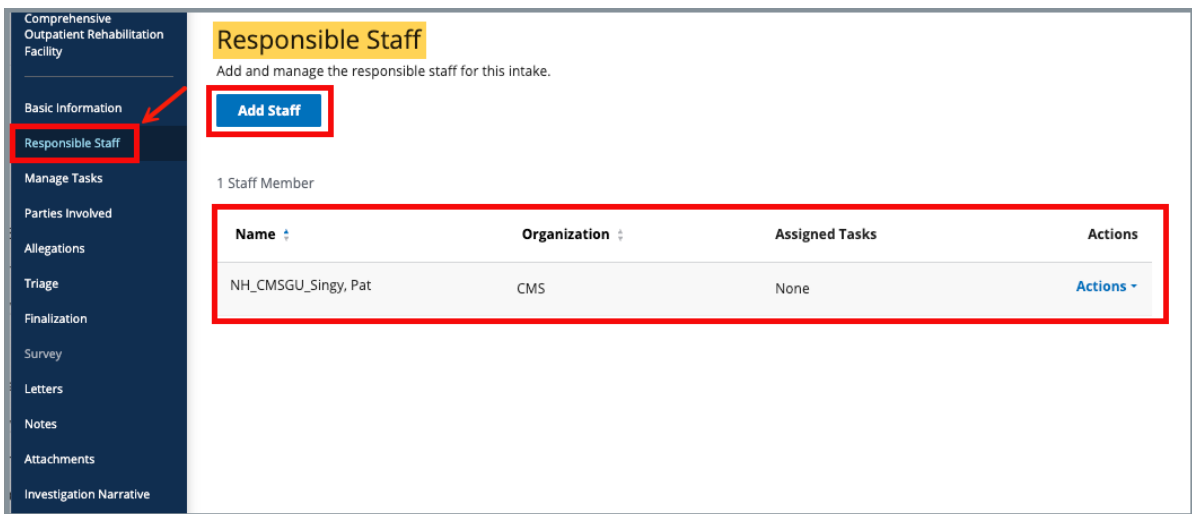 Comprehensive
Outpatient Rehabilitation
Facility
Basic Information
Responsible Staff
Manage Tasks
Parties Involved
Allegations
Triage
Finalization
Survey
Letters
Notes
Attachments
Investigation Narrative
Responsible Staff
Add and manage the responsible staff for this intake.
Add Staff
1 Staff Member
Name Organization Assigned Tasks Actions
NH_CMSGU_Singy, Pat CMS None Actions